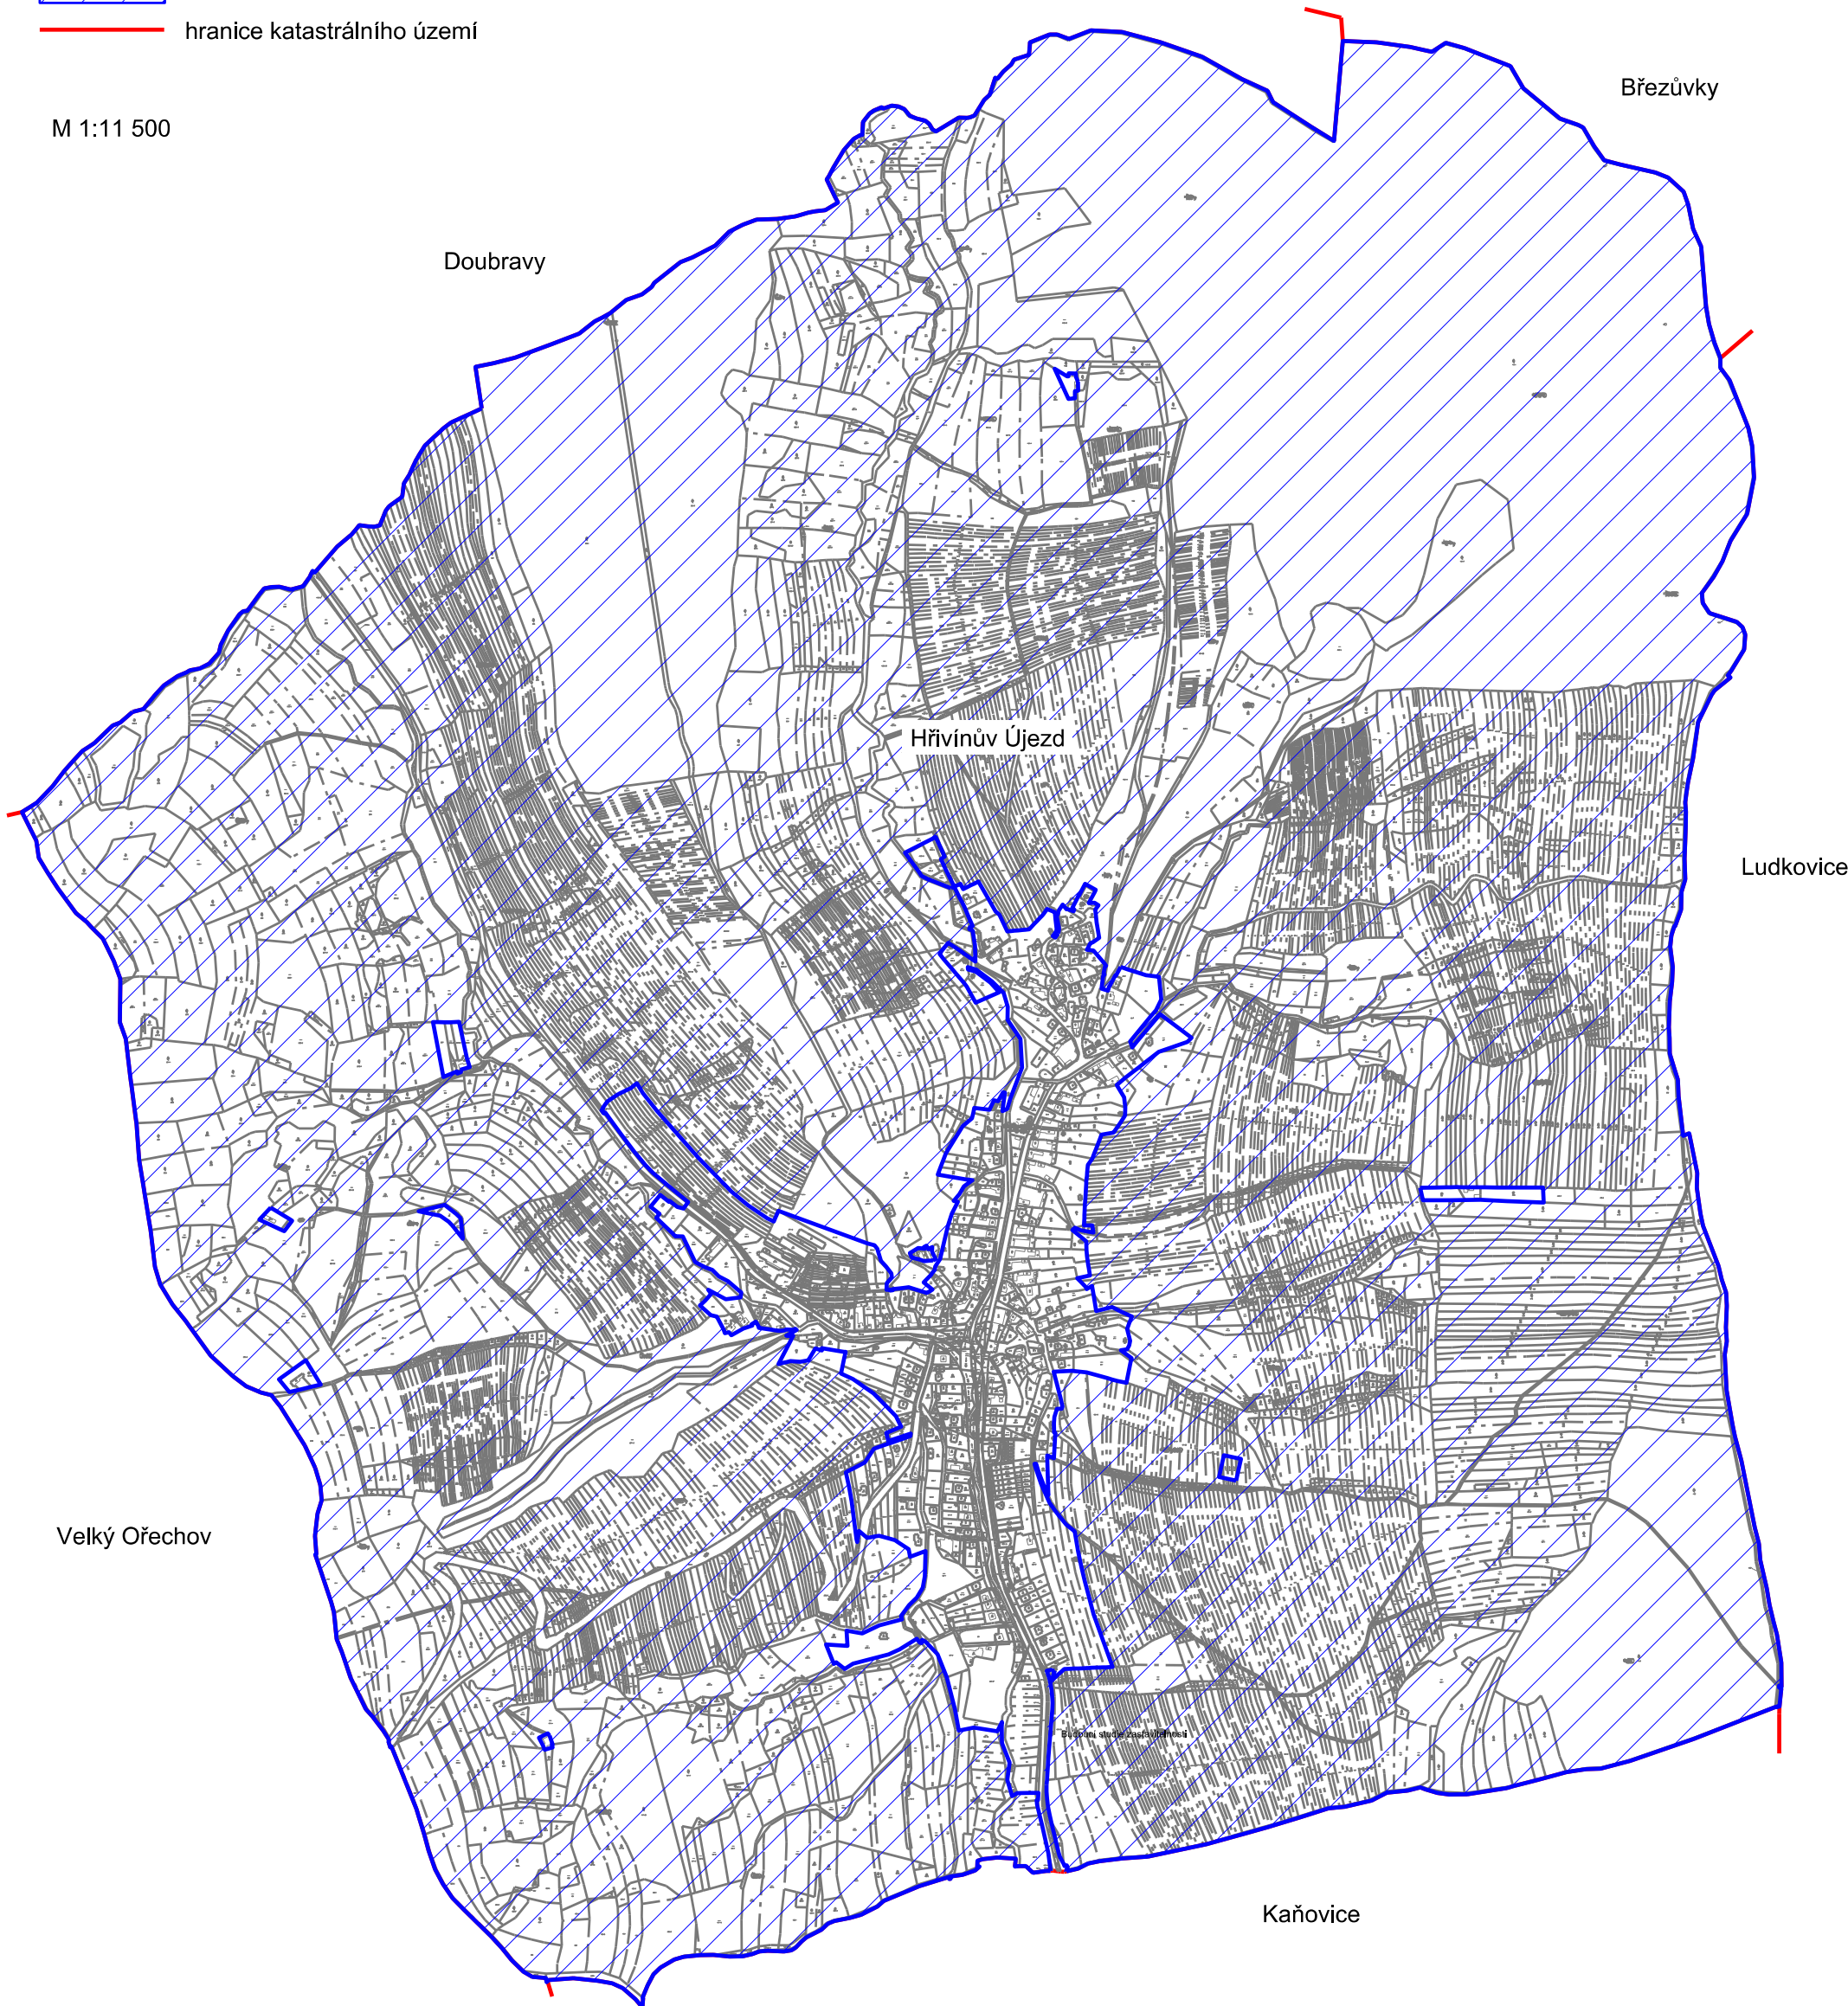 hranice katastrálního území
Březůvky
M 1:11 500
Doubravy
Hřivínův Újezd
Ludkovice
Velký Ořechov
Kaňovice